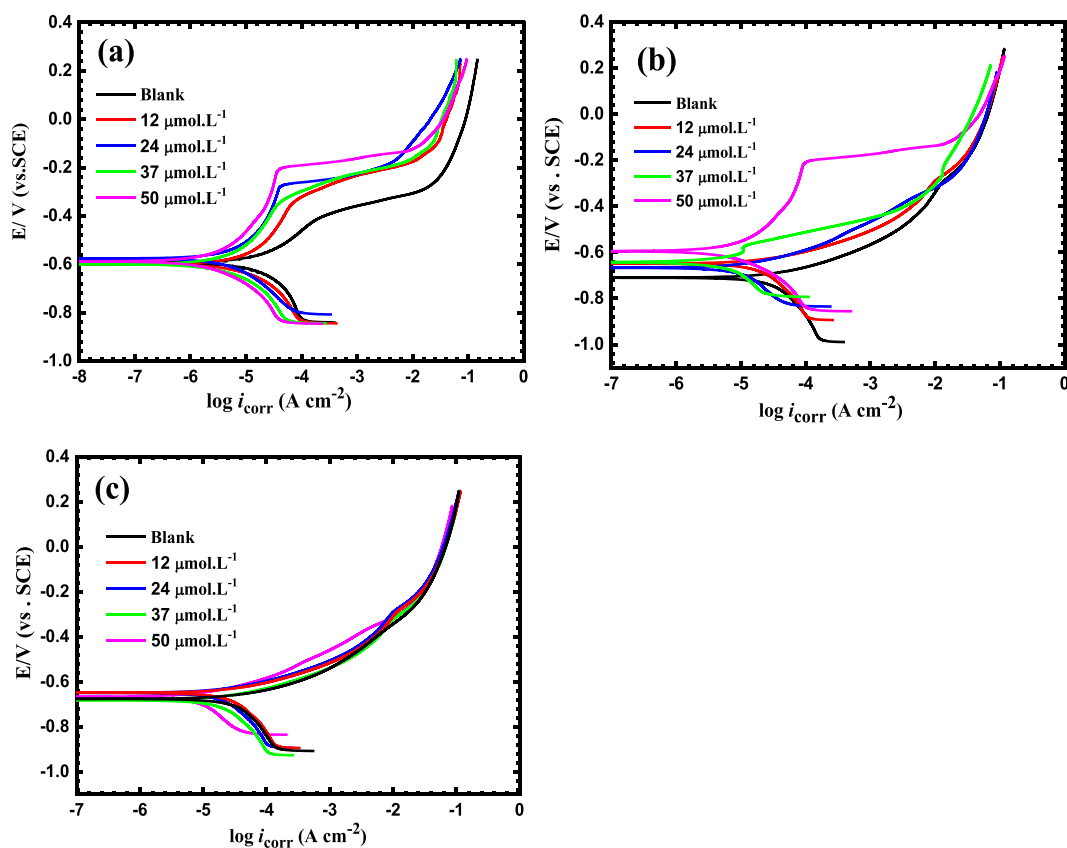 (a)
E/ V (vs.SCE)
0.4
0.2
0.0
-0.2
-0.4
-0.6
-0.8
-1.0
Blank
12 μmol.L⁻¹
24 μmol.L⁻¹
37 μmol.L⁻¹
50 μmol.L⁻¹
-8 -7 -6 -5 -4 -3 -2 -1 0
log i_corr (A cm⁻²)
(b)
E/V (vs . SCE)
0.4
0.2
0.0
-0.2
-0.4
-0.6
-0.8
-1.0
Blank
12 μmol.L⁻¹
24 μmol.L⁻¹
37 μmol.L⁻¹
50 μmol.L⁻¹
-7 -6 -5 -4 -3 -2 -1 0
log i_corr (A cm⁻²)
(c)
E/V (vs . SCE)
0.4
0.2
0.0
-0.2
-0.4
-0.6
-0.8
-1.0
Blank
12 μmol.L⁻¹
24 μmol.L⁻¹
37 μmol.L⁻¹
50 μmol.L⁻¹
-7 -6 -5 -4 -3 -2 -1 0
log i_corr (A cm⁻²)